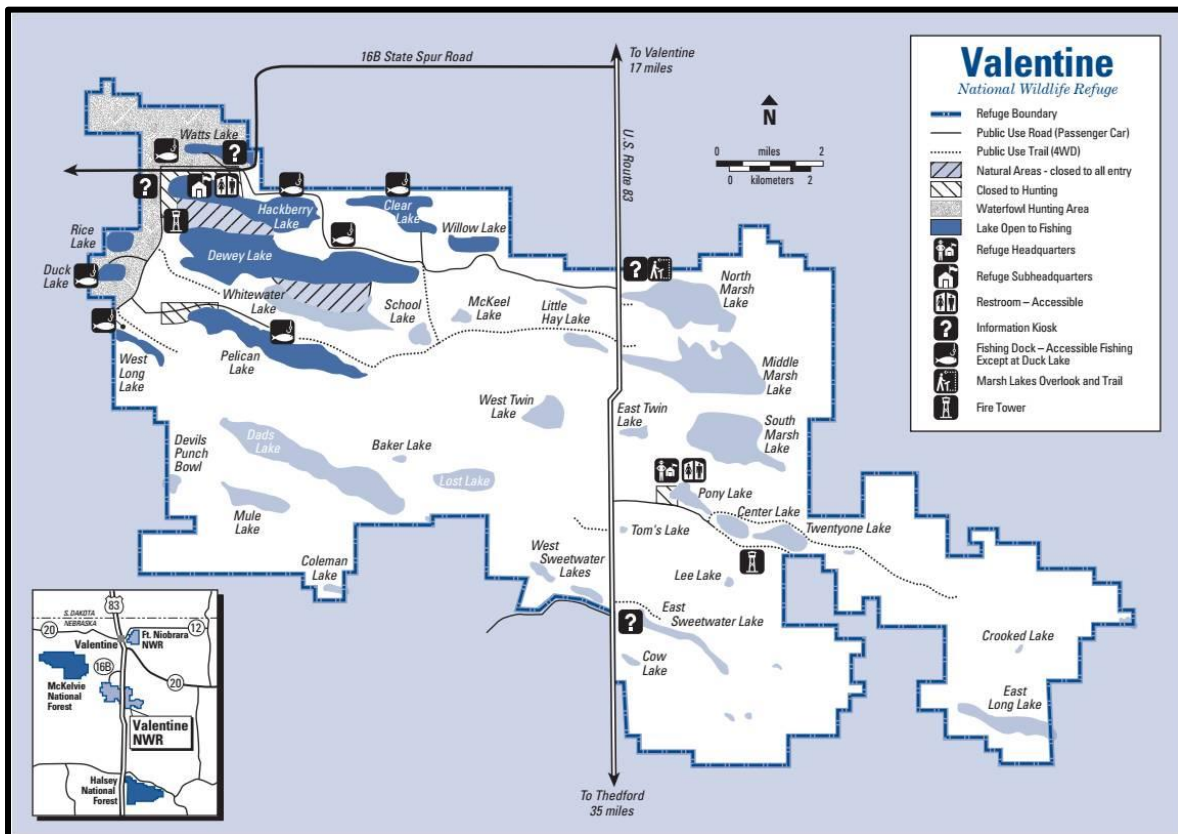 16B State Spur Road
To Valentine
17 miles
U.S. Route 83
N
0 miles 2
0 kilometers 2
Valentine
National Wildlife Refuge
Refuge Boundary
Public Use Road (Passenger Car)
Public Use Trail (4WD)
Natural Areas - closed to all entry
Closed to Hunting
Waterfowl Hunting Area
Lake Open to Fishing
Refuge Headquarters
Refuge Subheadquarters
Restroom – Accessible
?
Information Kiosk
Fishing Dock – Accessible Fishing
Except at Duck Lake
Marsh Lakes Overlook and Trail
Fire Tower
Watts Lake
?
?
Hackberry
Lake
Clear
Lake
Willow Lake
Rice
Lake
Dewey Lake
Duck
Lake
Whitewater
Lake
School
Lake
McKeel
Lake
Little
Hay Lake
?
North
Marsh
Lake
West
Long
Lake
Pelican
Lake
Middle
Marsh
Lake
West Twin
Lake
East Twin
Lake
South
Marsh
Lake
Devils
Punch
Bowl
Dads
Lake
Baker Lake
Lost Lake
Mule
Lake
Pony Lake
Center Lake
Twentyone Lake
Tom's Lake
Coleman
Lake
West
Sweetwater
Lakes
Lee Lake
?
East
Sweetwater Lake
Cow
Lake
Crooked Lake
East
Long Lake
To Thedford
35 miles
83
S. DAKOTA
NEBRASKA
20
12
Valentine
Ft. Niobrara
NWR
16B
McKelvie
National
Forest
20
Valentine
NWR
Halsey
National
Forest